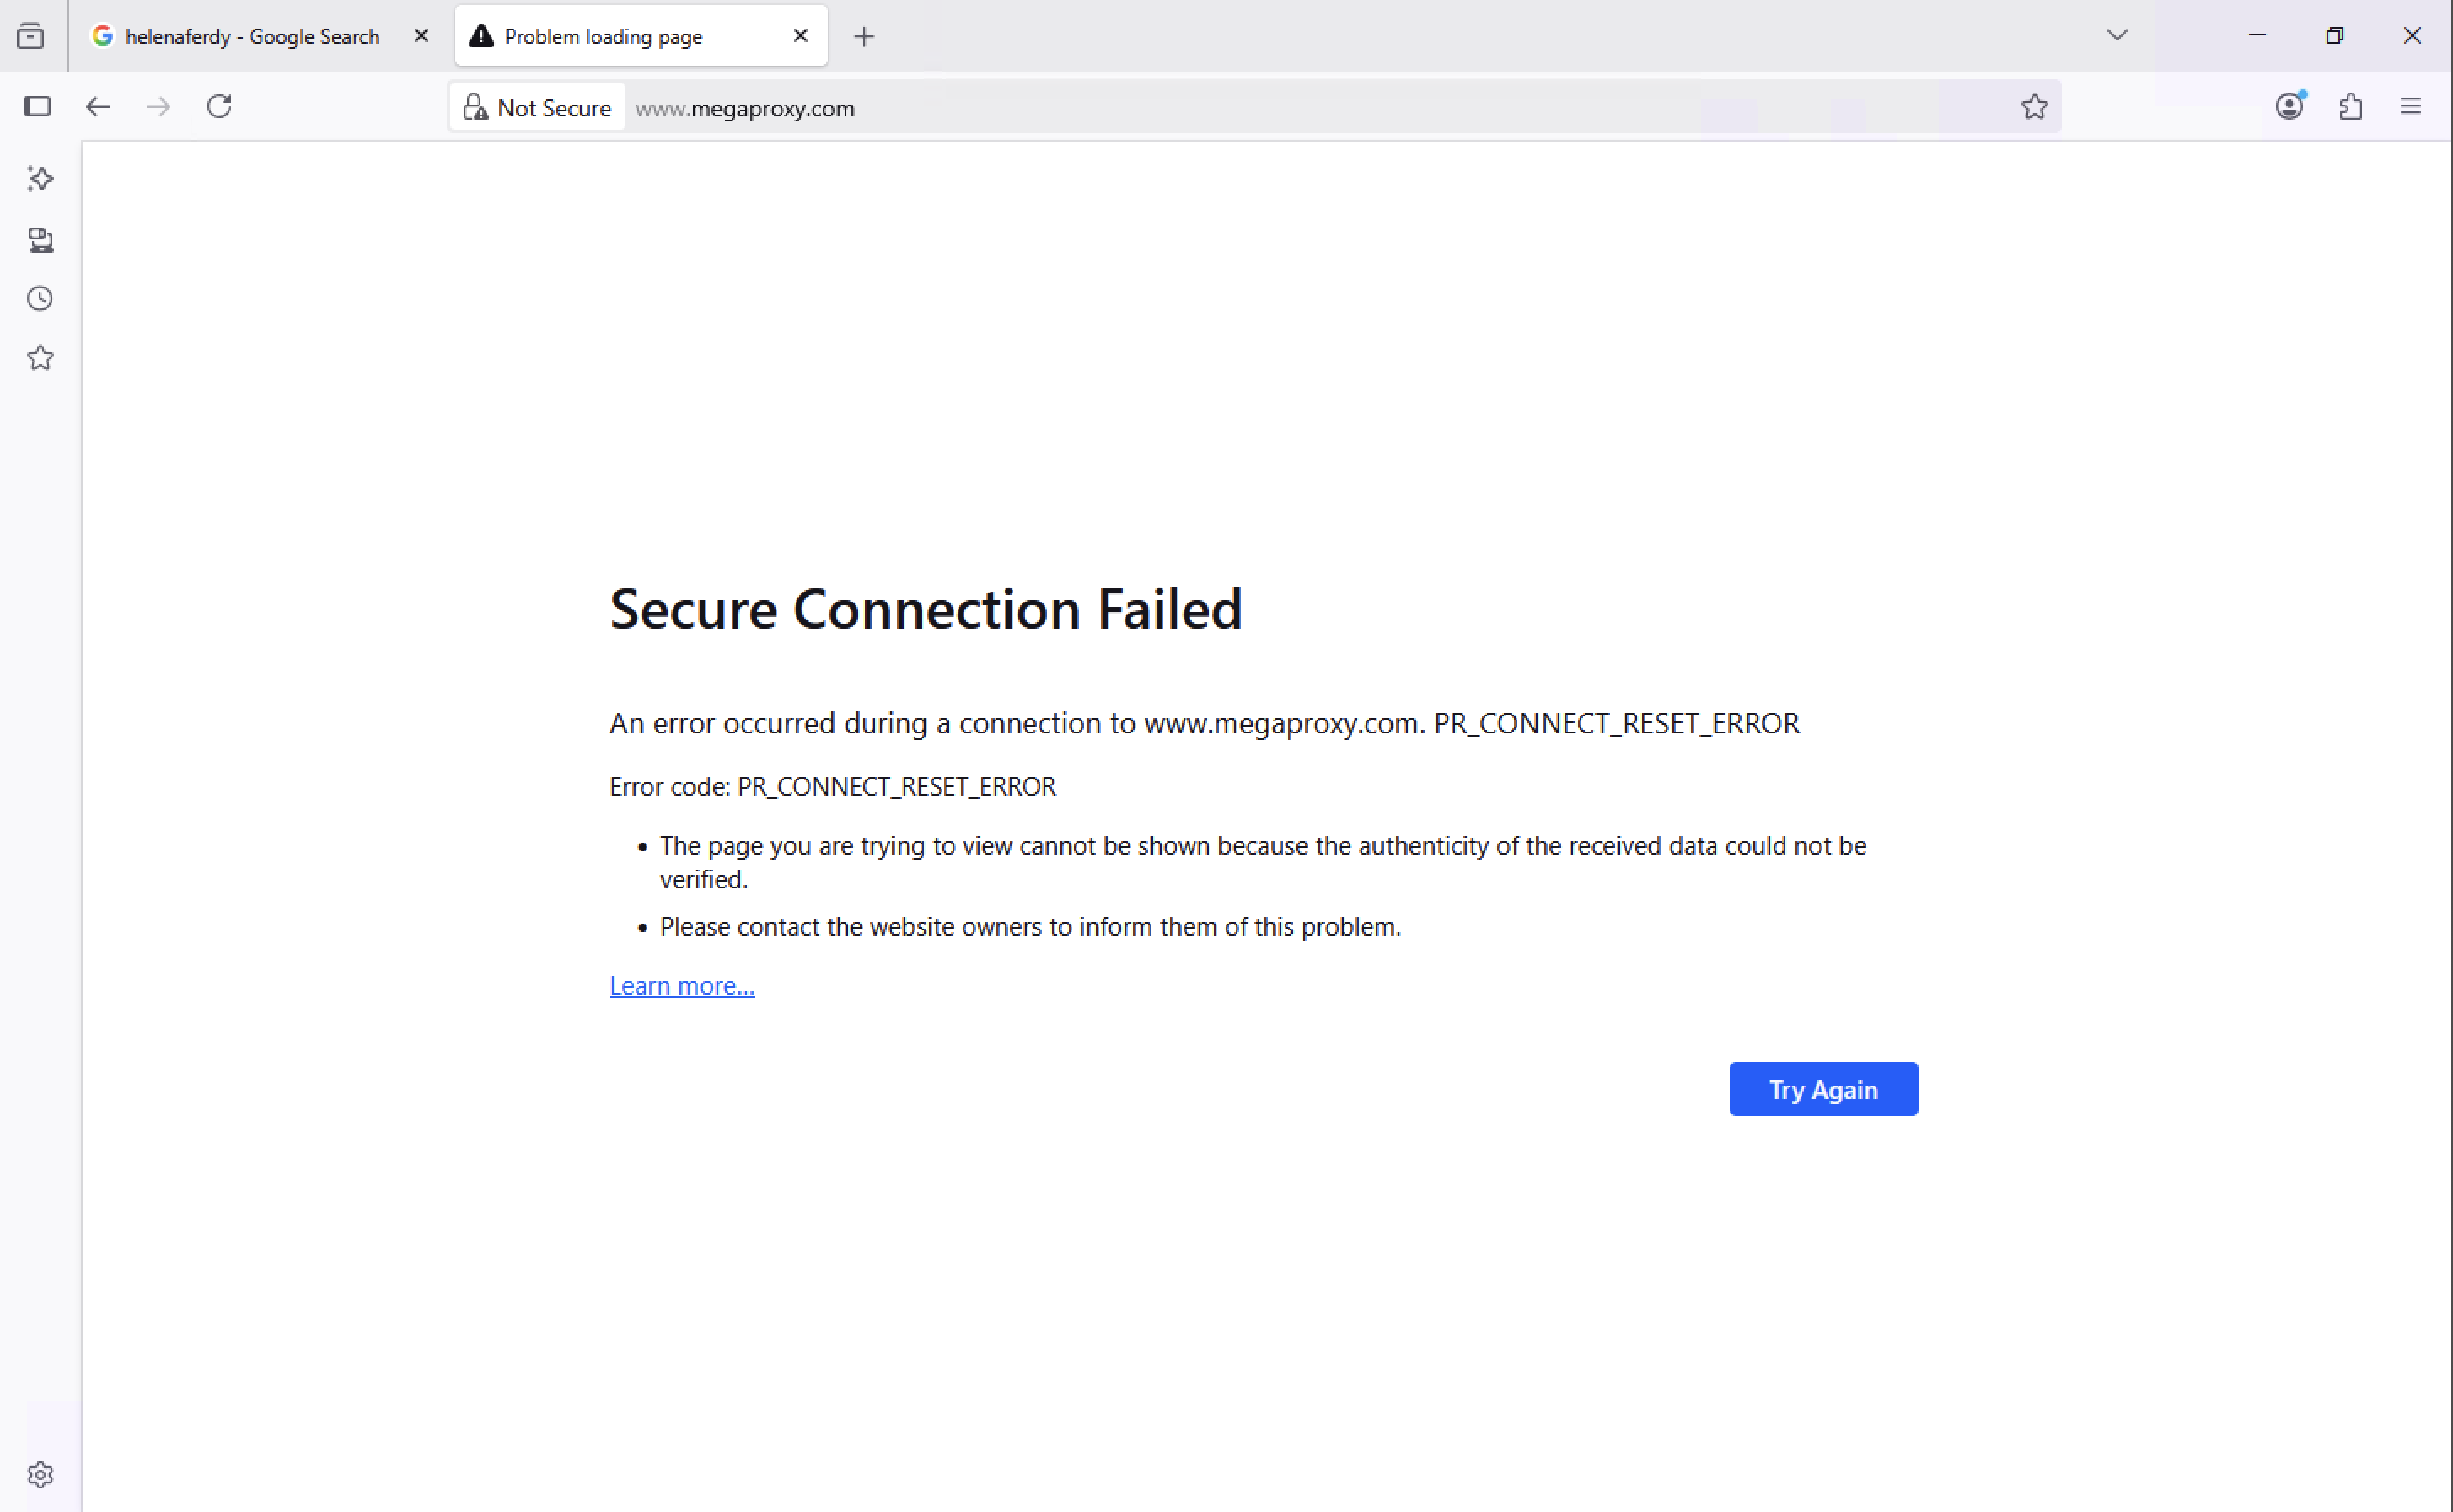 helenaferdy - Google Search
Problem loading page
Not Secure
www.megaproxy.com
Secure Connection Failed
An error occurred during a connection to www.megaproxy.com. PR_CONNECT_RESET_ERROR
Error code: PR_CONNECT_RESET_ERROR
• The page you are trying to view cannot be shown because the authenticity of the received data could not be
verified.
• Please contact the website owners to inform them of this problem.
Learn more...
Try Again